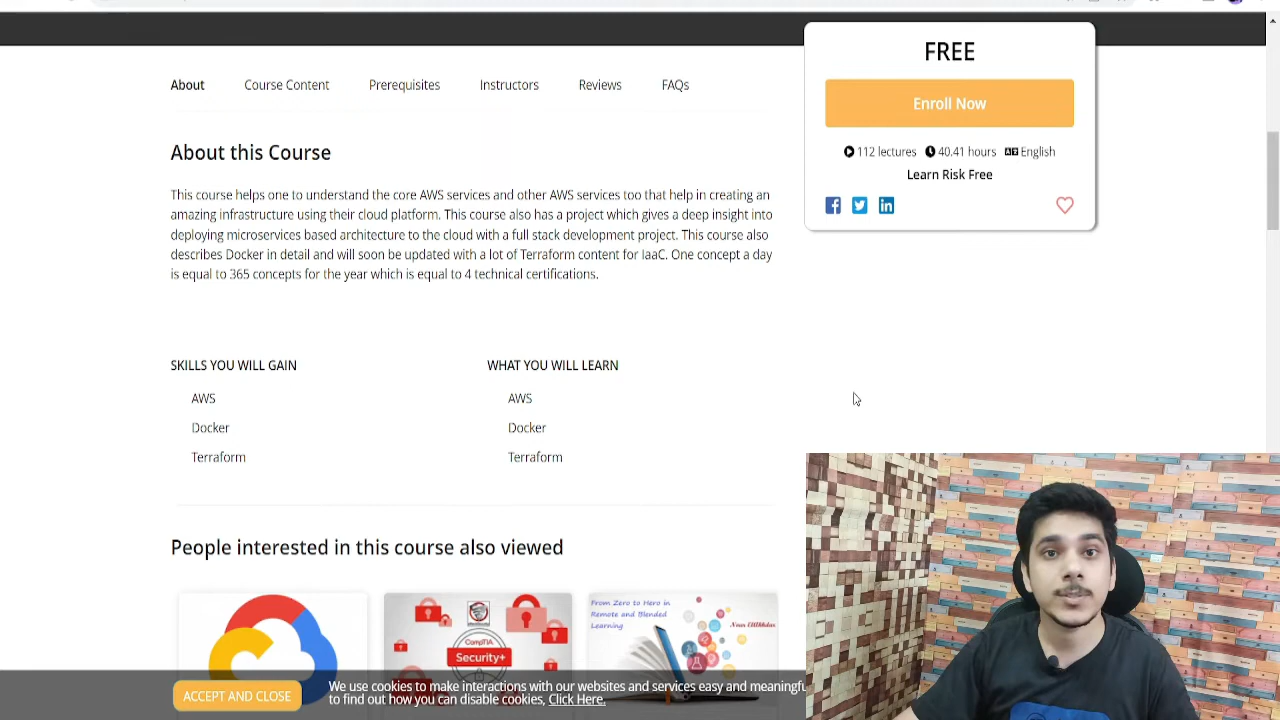 FREE
Enroll Now
112 lectures 40.41 hours English
Learn Risk Free
About Course Content Prerequisites Instructors Reviews FAQs
About this Course
This course helps one to understand the core AWS services and other AWS services too that help in creating an
amazing infrastructure using their cloud platform. This course also has a project which gives a deep insight into
deploying microservices based architecture to the cloud with a full stack development project. This course also
describes Docker in detail and will soon be updated with a lot of Terraform content for IaaC. One concept a day
is equal to 365 concepts for the year which is equal to 4 technical certifications.
SKILLS YOU WILL GAIN
AWS
Docker
Terraform
WHAT YOU WILL LEARN
AWS
Docker
Terraform
People interested in this course also viewed
CompTIA
Security+
From Zero to Hero in
Remote and Blended
Learning
ACCEPT AND CLOSE
We use cookies to make interactions with our websites and services easy and meaningfu
to find out how you can disable cookies, Click Here.